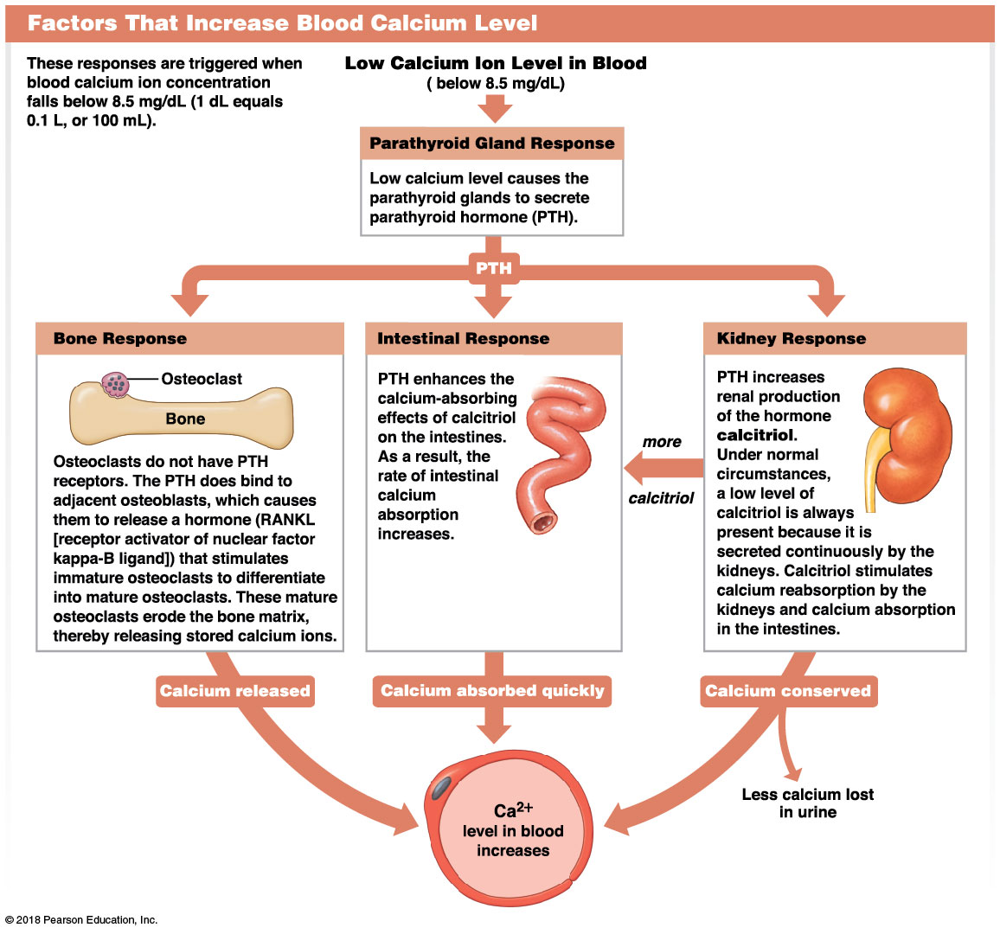 Factors That Increase Blood Calcium Level
These responses are triggered when
blood calcium ion concentration
falls below 8.5 mg/dL (1 dL equals
0.1 L, or 100 mL).
Low Calcium Ion Level in Blood
( below 8.5 mg/dL)
Parathyroid Gland Response
Low calcium level causes the
parathyroid glands to secrete
parathyroid hormone (PTH).
PTH
Bone Response
Osteoclast
Bone
Osteoclasts do not have PTH
receptors. The PTH does bind to
adjacent osteoblasts, which causes
them to release a hormone (RANKL
[receptor activator of nuclear factor
kappa-B ligand]) that stimulates
immature osteoclasts to differentiate
into mature osteoclasts. These mature
osteoclasts erode the bone matrix,
thereby releasing stored calcium ions.
Intestinal Response
PTH enhances the
calcium-absorbing
effects of calcitriol
on the intestines.
As a result, the
rate of intestinal
calcium
absorption
increases.
more
calcitriol
Kidney Response
PTH increases
renal production
of the hormone
calcitriol.
Under normal
circumstances,
a low level of
calcitriol is always
present because it is
secreted continuously by the
kidneys. Calcitriol stimulates
calcium reabsorption by the
kidneys and calcium absorption
in the intestines.
Calcium released
Calcium absorbed quickly
Calcium conserved
Less calcium lost
in urine
Ca²⁺
level in blood
increases
© 2018 Pearson Education, Inc.